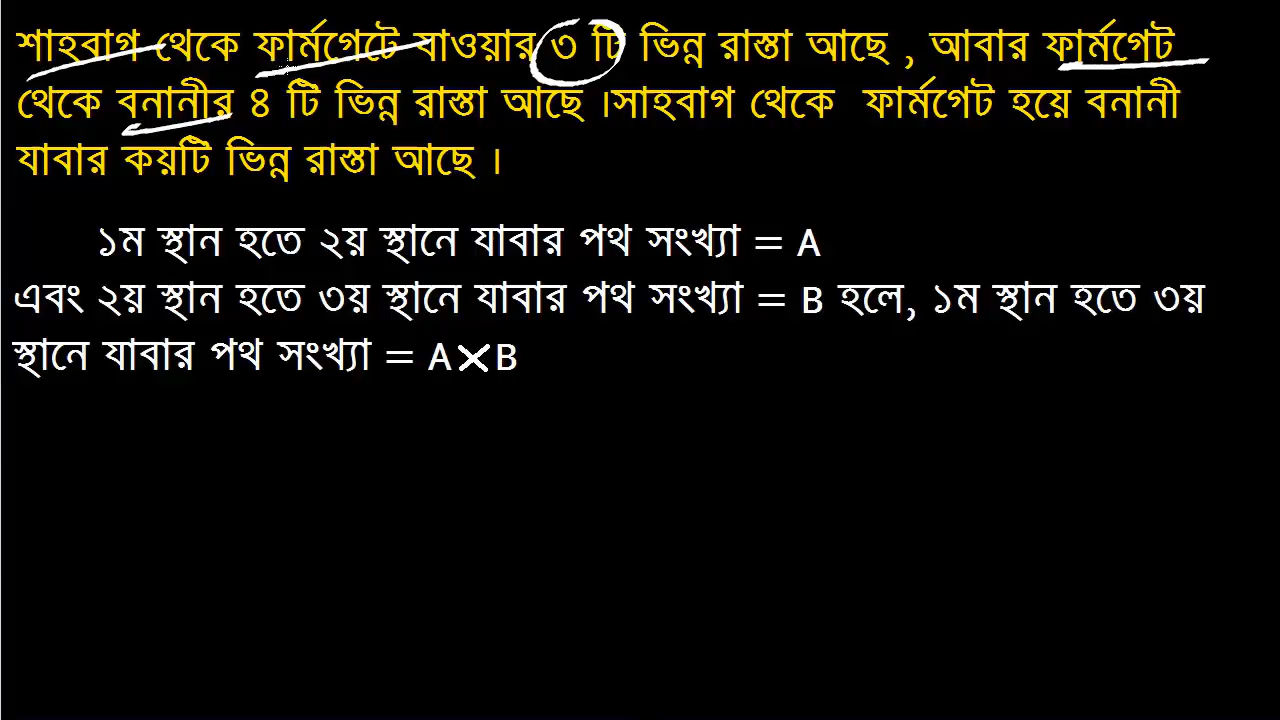 শাহবাগ থেকে ফার্মগেটে যাওয়ার ৩ টি ভিন্ন রাস্তা আছে , আবার ফার্মগেট
থেকে বনানীর ৪ টি ভিন্ন রাস্তা আছে ।সাহবাগ থেকে ফার্মগেট হয়ে বনানী
যাবার কয়টি ভিন্ন রাস্তা আছে ।
১ম স্থান হতে ২য় স্থানে যাবার পথ সংখ্যা = A
এবং ২য় স্থান হতে ৩য় স্থানে যাবার পথ সংখ্যা = B হলে, ১ম স্থান হতে ৩য়
স্থানে যাবার পথ সংখ্যা = A×B